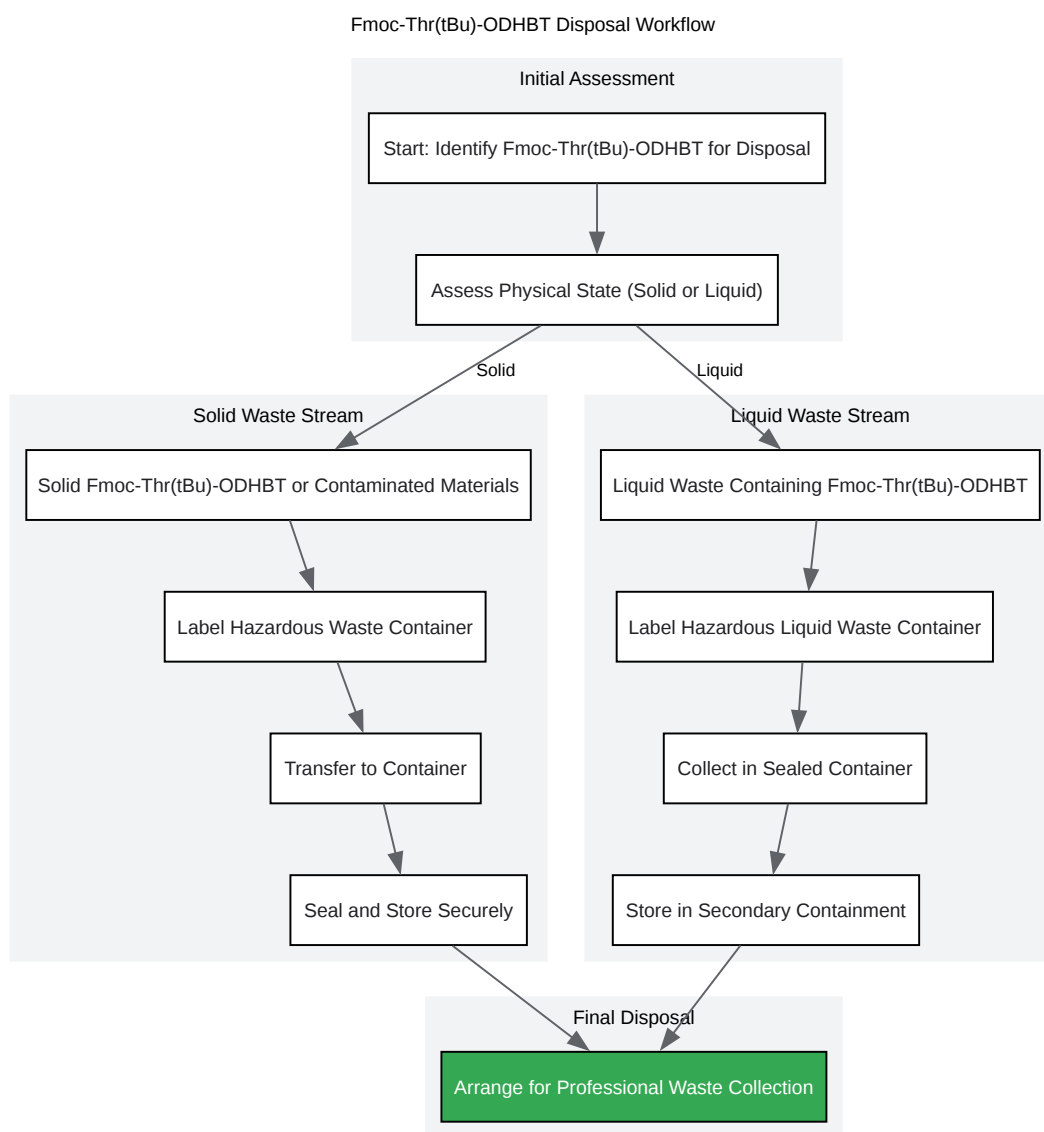 Fmoc-Thr(tBu)-ODHBT Disposal Workflow
Initial Assessment
Start: Identify Fmoc-Thr(tBu)-ODHBT for Disposal
Assess Physical State (Solid or Liquid)
Solid
Liquid
Solid Waste Stream
Solid Fmoc-Thr(tBu)-ODHBT or Contaminated Materials
Label Hazardous Waste Container
Transfer to Container
Seal and Store Securely
Liquid Waste Stream
Liquid Waste Containing Fmoc-Thr(tBu)-ODHBT
Label Hazardous Liquid Waste Container
Collect in Sealed Container
Store in Secondary Containment
Final Disposal
Arrange for Professional Waste Collection